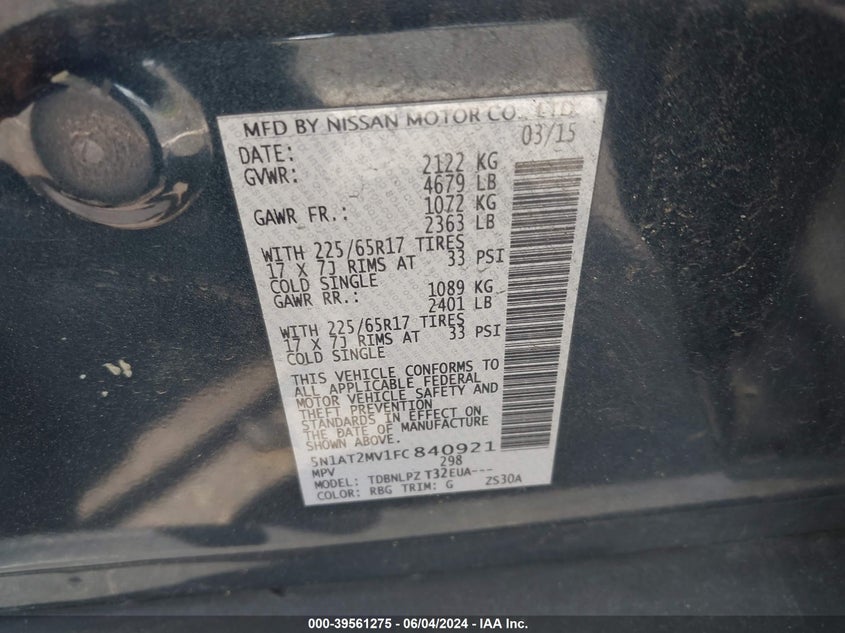 MFD BY NISSAN MOTOR CO., LTD.
DATE: 03/15
GVWR: 2122 KG
4679 LB
GAWR FR.: 1072 KG
2363 LB
WITH 225/65R17 TIRES
17 X 7J RIMS AT 33 PSI
COLD SINGLE
GAWR RR.: 1089 KG
2401 LB
WITH 225/65R17 TIRES
17 X 7J RIMS AT 33 PSI
COLD SINGLE
THIS VEHICLE CONFORMS TO
ALL APPLICABLE FEDERAL
MOTOR VEHICLE SAFETY AND
THEFT PREVENTION
STANDARDS IN EFFECT ON
THE DATE OF MANUFACTURE
SHOWN ABOVE.
5N1AT2MV1FC840921
MPV 298
MODEL: TDBNLPZ T32EUA---
COLOR: RBG TRIM: G ZS30A
000-39561275 - 06/04/2024 - IAA Inc.